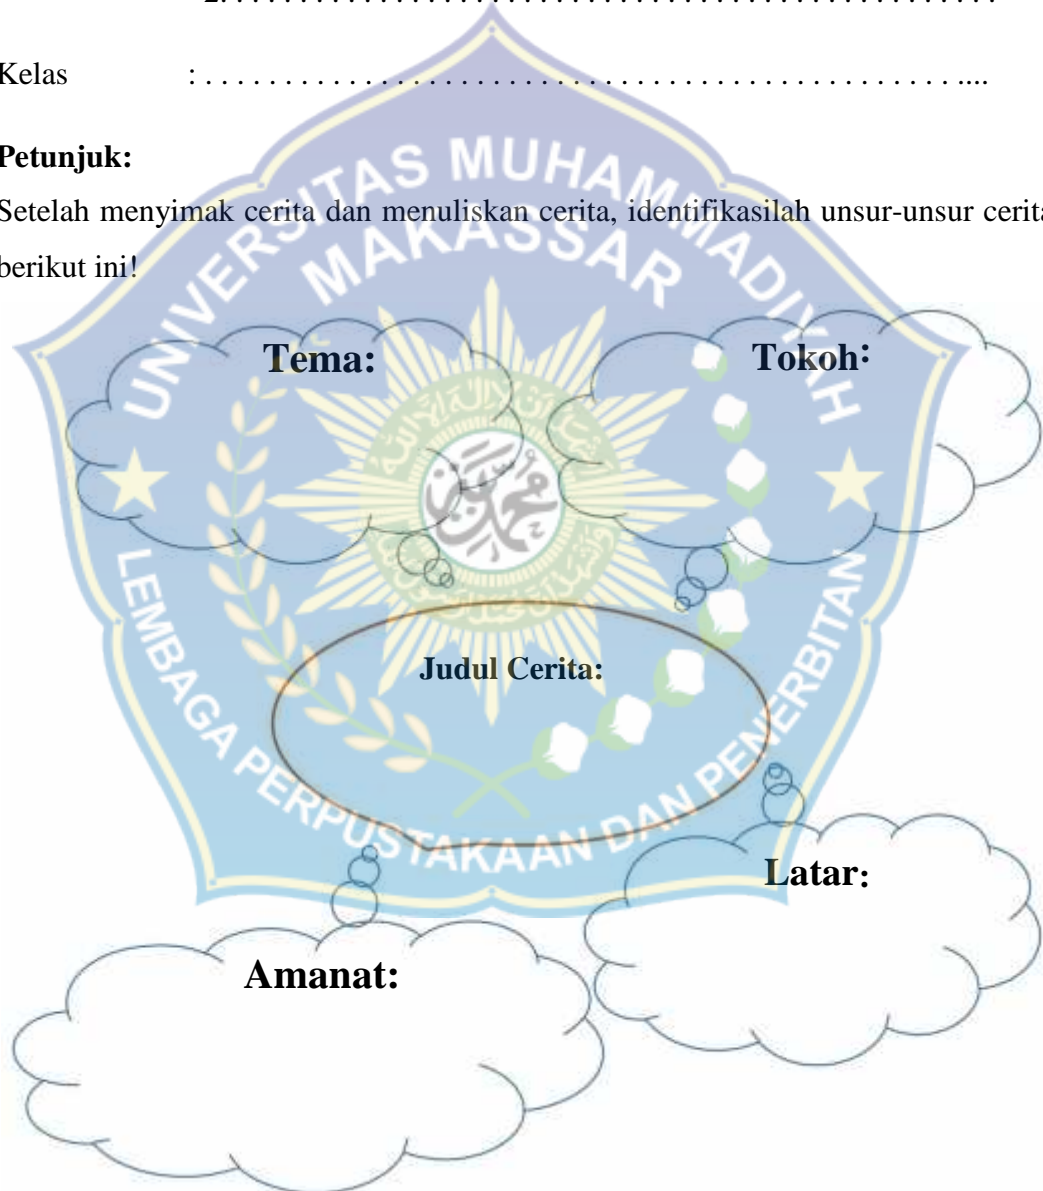 2. . . . . . . . . . . . . . . . . . . . . . . . . . . . . . . . . . . . . . . . . . . . . . . . .
Kelas : . . . . . . . . . . . . . . . . . . . . . . . . . . . . . . . . . . . . . . . . . . . . . . . ....
Petunjuk:
Setelah menyimak cerita dan menuliskan cerita, identifikasilah unsur-unsur cerita
berikut ini!
UNIVERSITAS MUHAMMADIYAH
MAKASSAR
Tema:
Tokoh:
Judul Cerita:
LEMBAGA PERPUSTAKAAN DAN PENERBITAN
Latar:
Amanat: